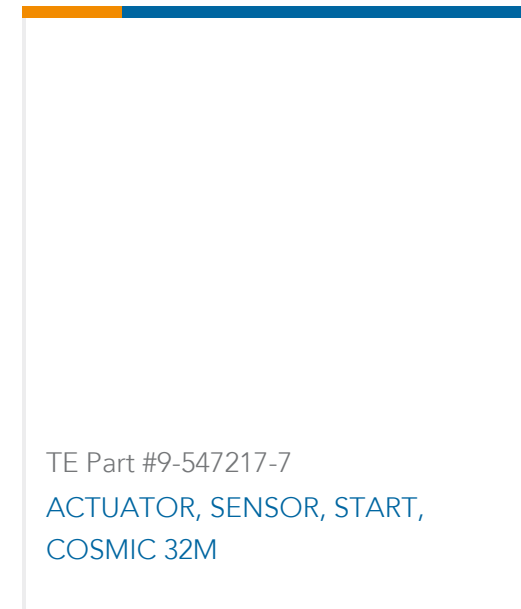 TE Part #9-547217-7
ACTUATOR, SENSOR, START,
COSMIC 32M